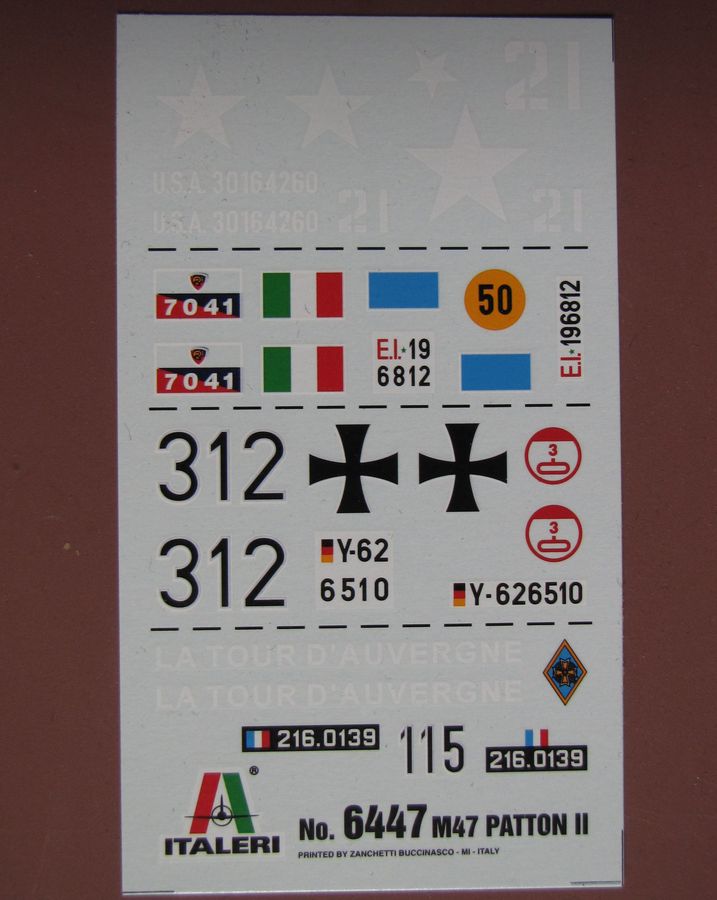 21
U.S.A. 30164260
U.S.A. 30164260 21 21
7041 50
E.I.*196812
7041 E.I.*19
6812
312 3
3
312 Y-62
6510 Y-626510
LA TOUR D'AUVERGNE
LA TOUR D'AUVERGNE
216.0139 115 216.0139
®
ITALERI No. 6447 M47 PATTON II
PRINTED BY ZANCHETTI BUCCINASCO - MI - ITALY